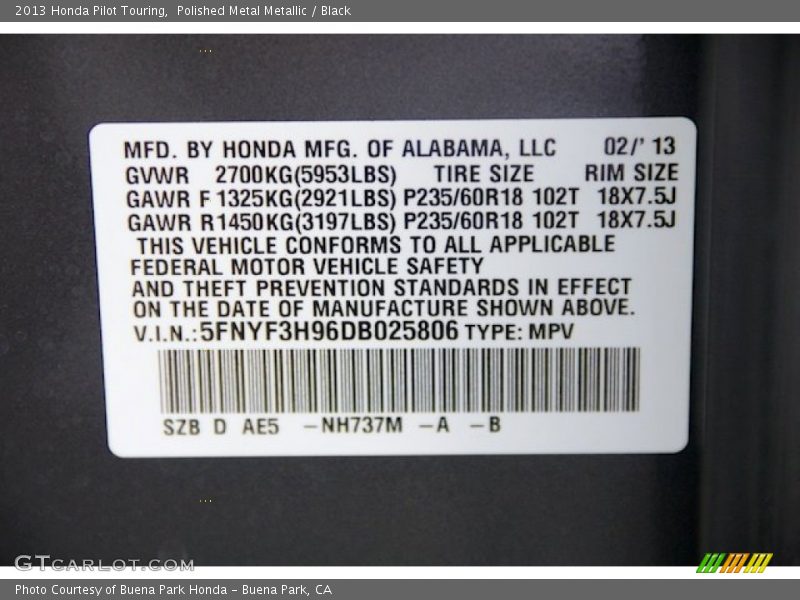 2013 Honda Pilot Touring, Polished Metal Metallic / Black
MFD. BY HONDA MFG. OF ALABAMA, LLC 02/' 13
GVWR 2700KG(5953LBS) TIRE SIZE RIM SIZE
GAWR F 1325KG(2921LBS) P235/60R18 102T 18X7.5J
GAWR R1450KG(3197LBS) P235/60R18 102T 18X7.5J
THIS VEHICLE CONFORMS TO ALL APPLICABLE
FEDERAL MOTOR VEHICLE SAFETY
AND THEFT PREVENTION STANDARDS IN EFFECT
ON THE DATE OF MANUFACTURE SHOWN ABOVE.
V.I.N.:5FNYF3H96DB025806 TYPE: MPV
SZB D AE5 -NH737M -A -B
GTCARLOT.COM
Photo Courtesy of Buena Park Honda - Buena Park, CA